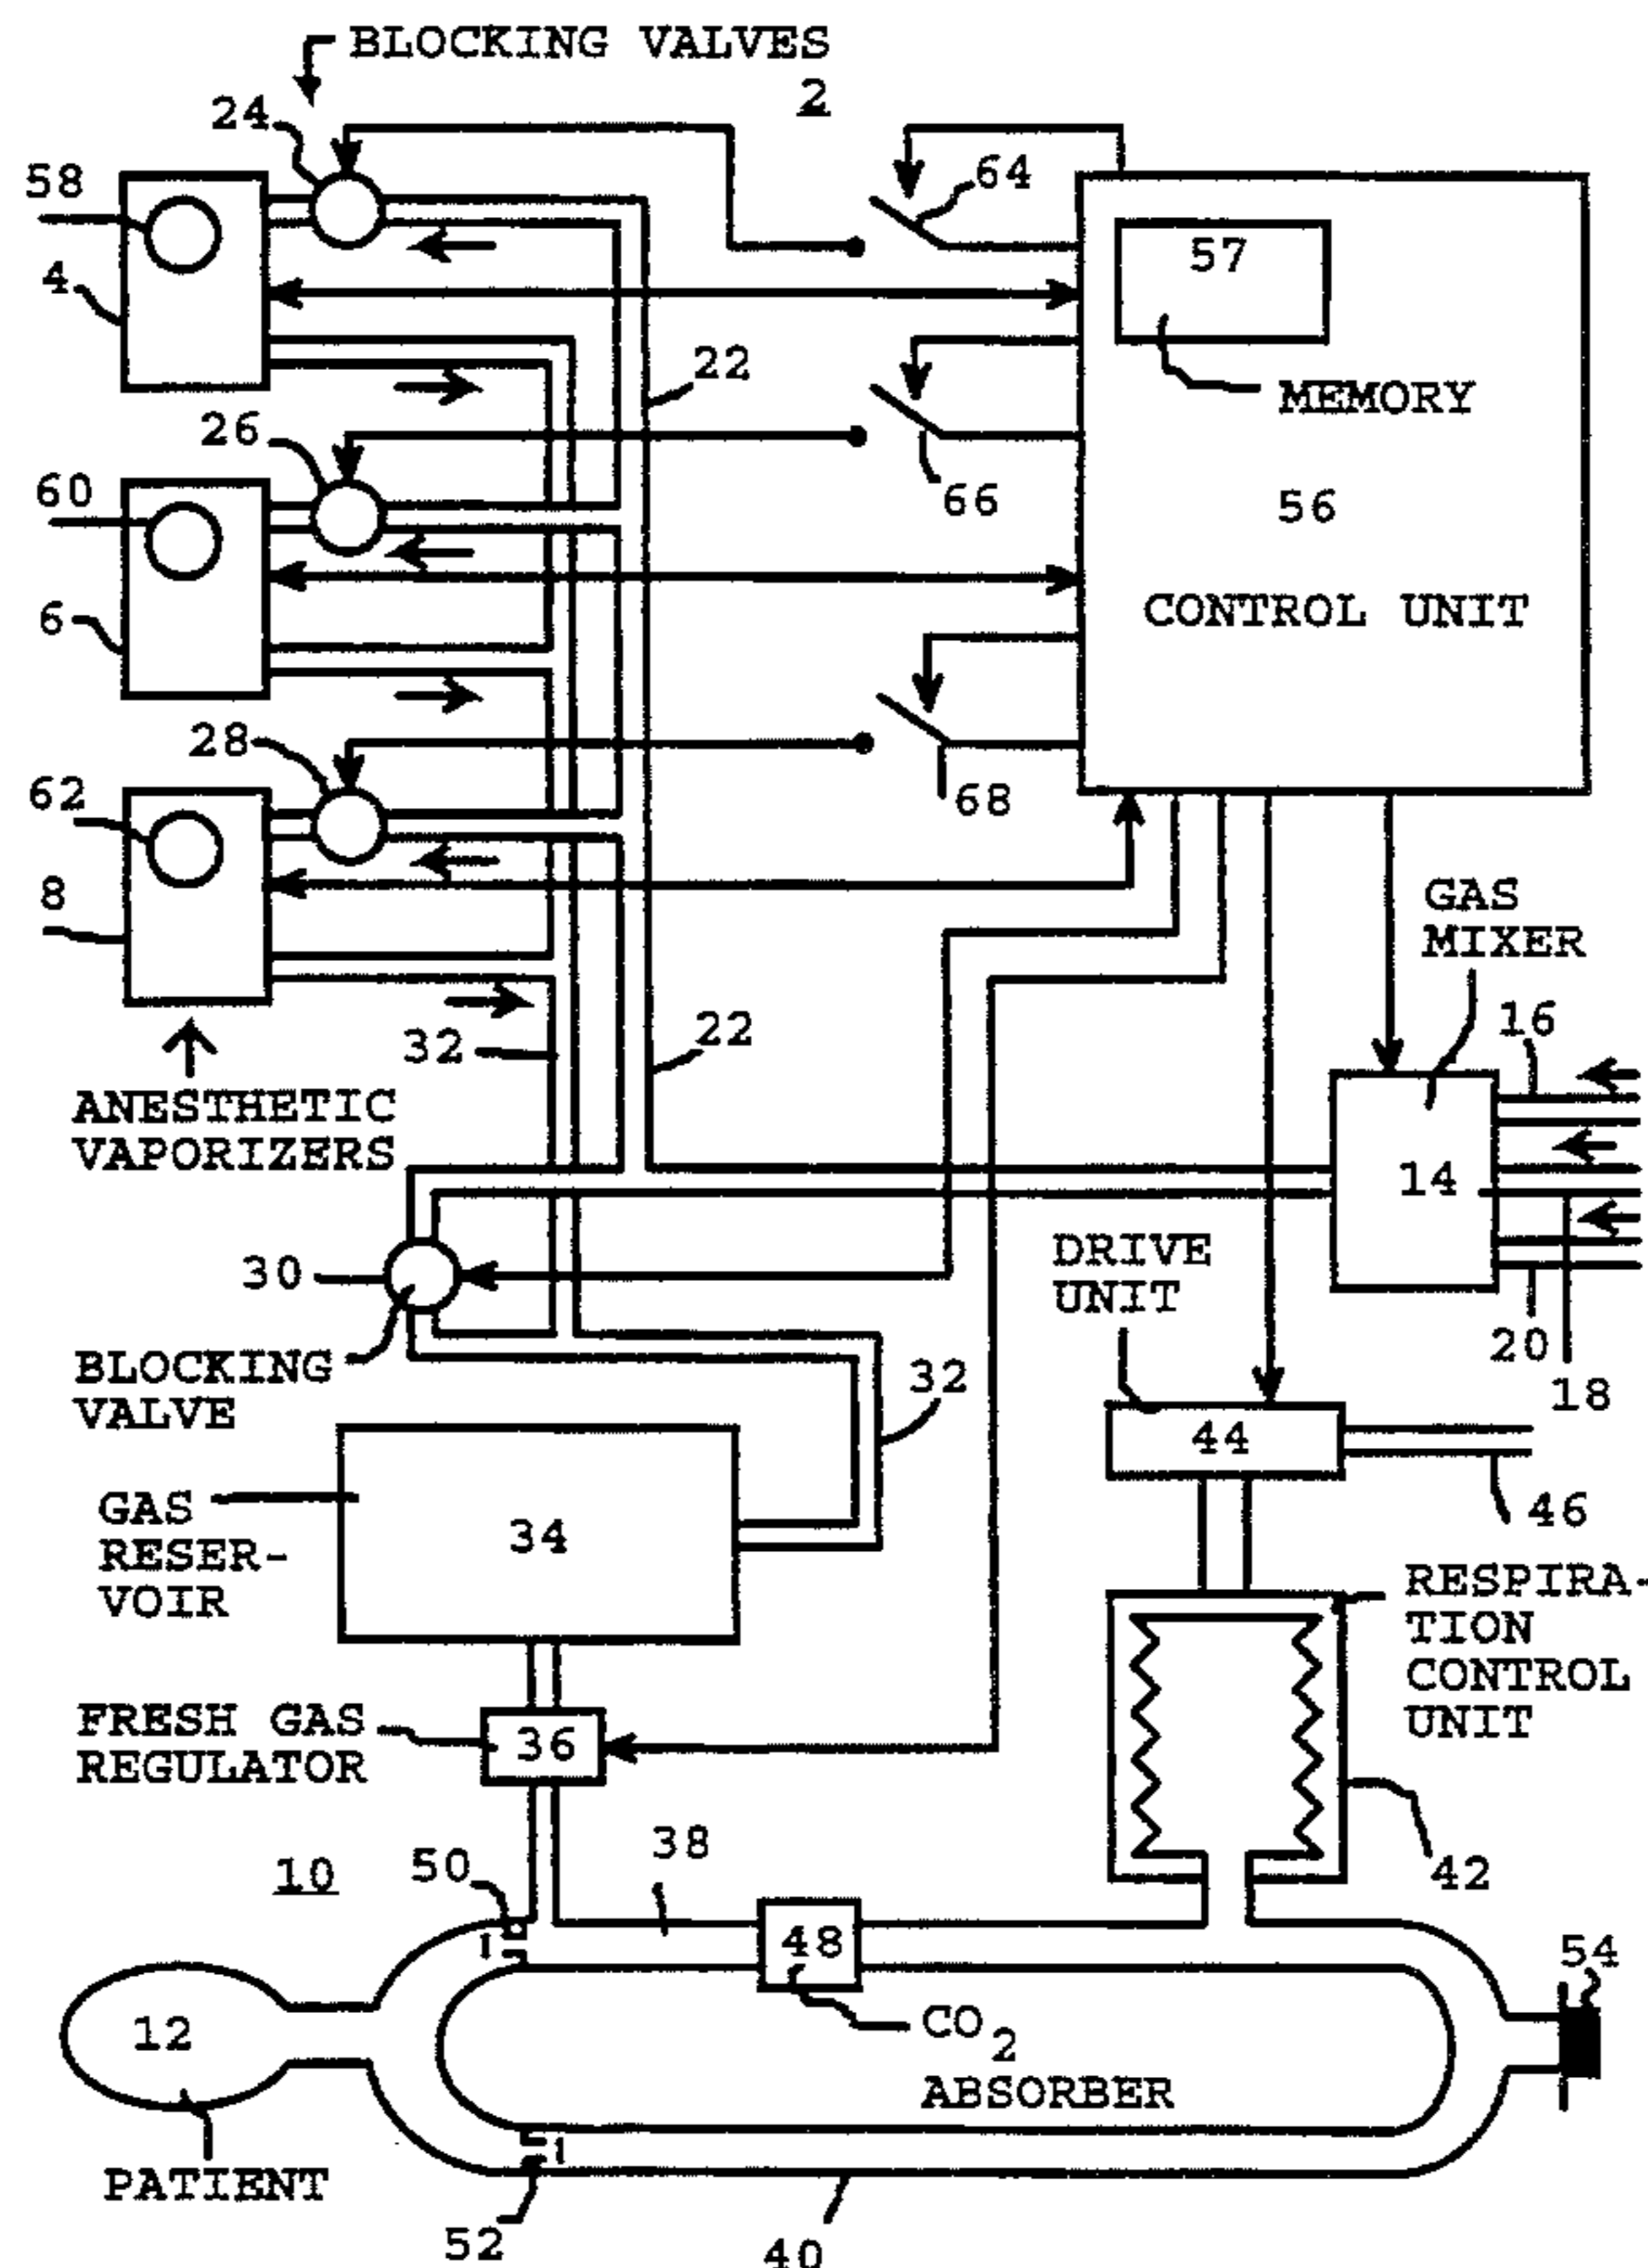 BLOCKING VALVES
2
24
58
64
57
4
22
MEMORY
26
60
66
56
6
CONTROL UNIT
28
62
68
8
GAS
MIXER
16
22
32
ANESTHETIC
VAPORIZERS
14
DRIVE
UNIT
30
20
BLOCKING
VALVE
32
18
44
GAS
RESER-
VOIR
34
46
RESPIRA-
TION
CONTROL
UNIT
FRESH GAS
REGULATOR
36
38
50
10
42
48
54
12
CO2
ABSORBER
PATIENT
52
40